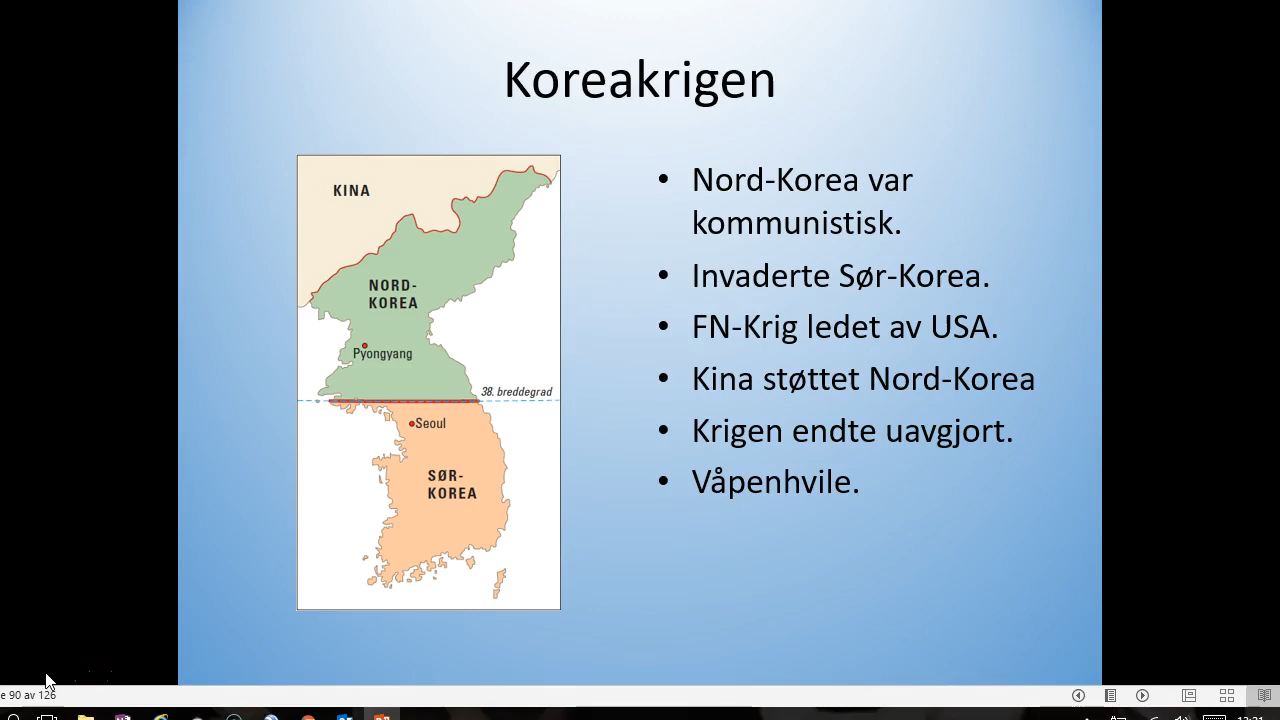 Koreakrigen
KINA
NORD-
KOREA
Pyongyang
38. breddegrad
Seoul
SØR-
KOREA
• Nord-Korea var
kommunistisk.
• Invaderte Sør-Korea.
• FN-Krig ledet av USA.
• Kina støttet Nord-Korea
• Krigen endte uavgjort.
• Våpenhvile.
e 90 av 126